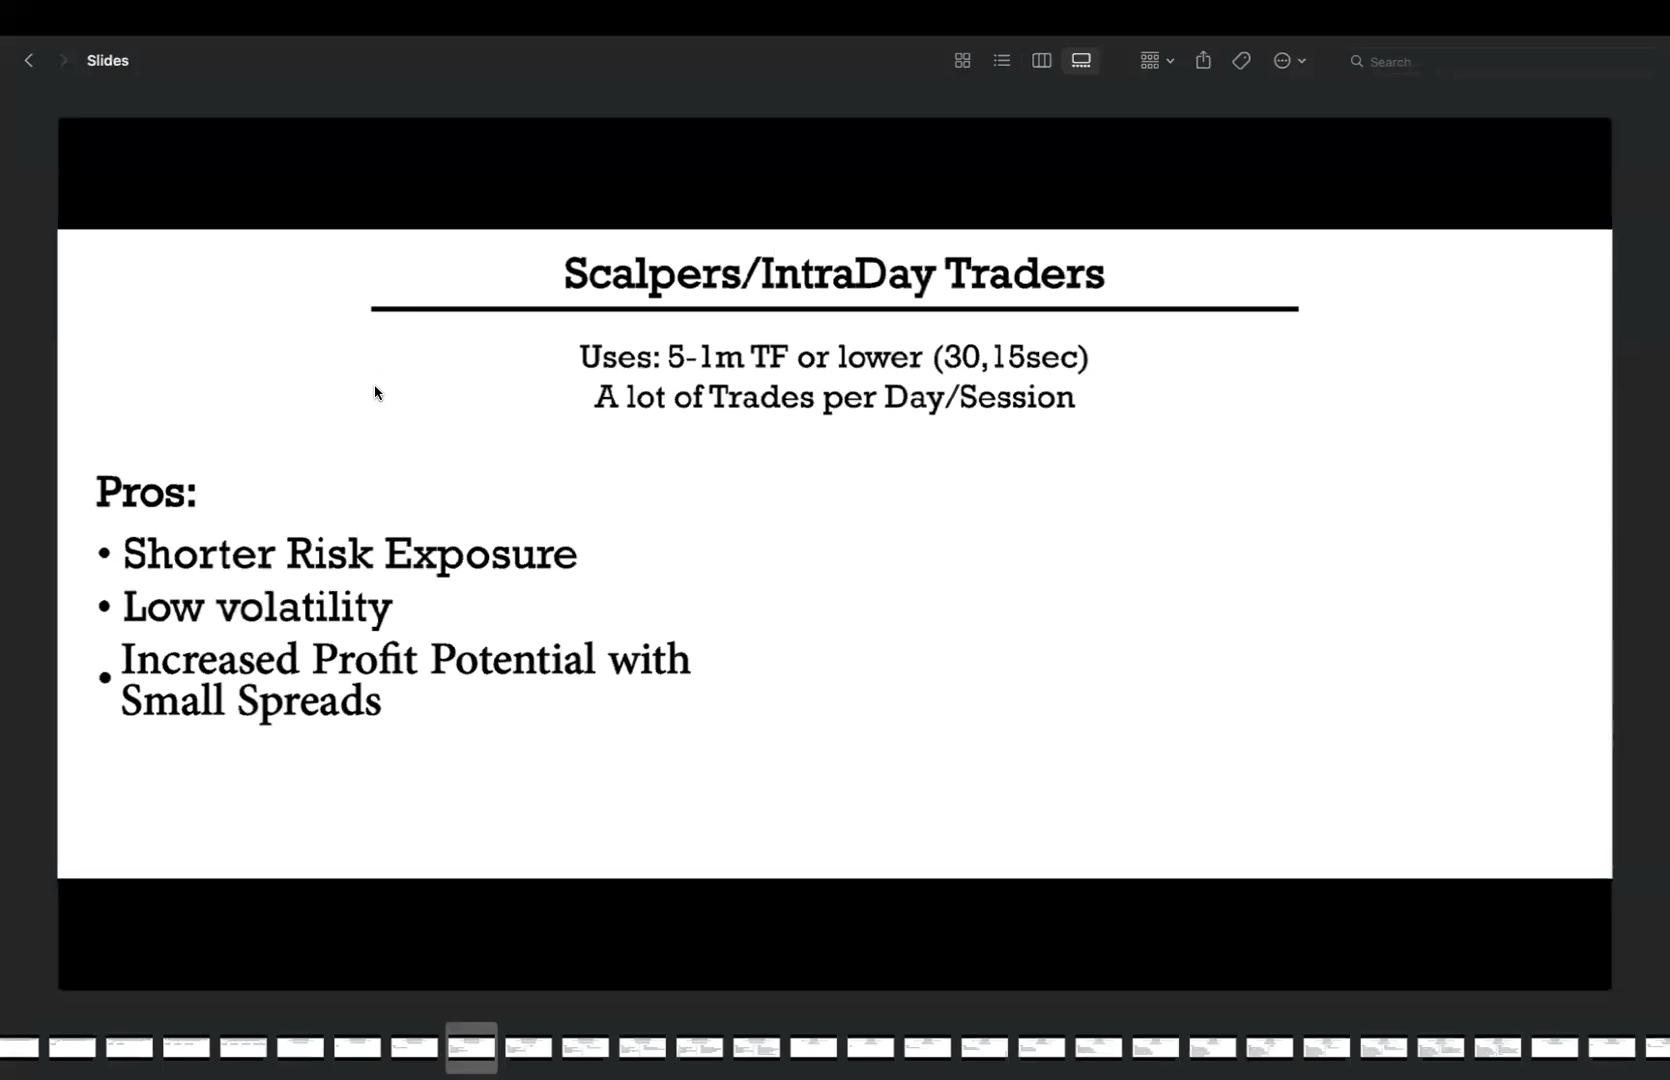 Slides
Search
Scalpers/IntraDay Traders
Uses: 5-1m TF or lower (30,15sec)
A lot of Trades per Day/Session
Pros:
• Shorter Risk Exposure
• Low volatility
• Increased Profit Potential with
Small Spreads